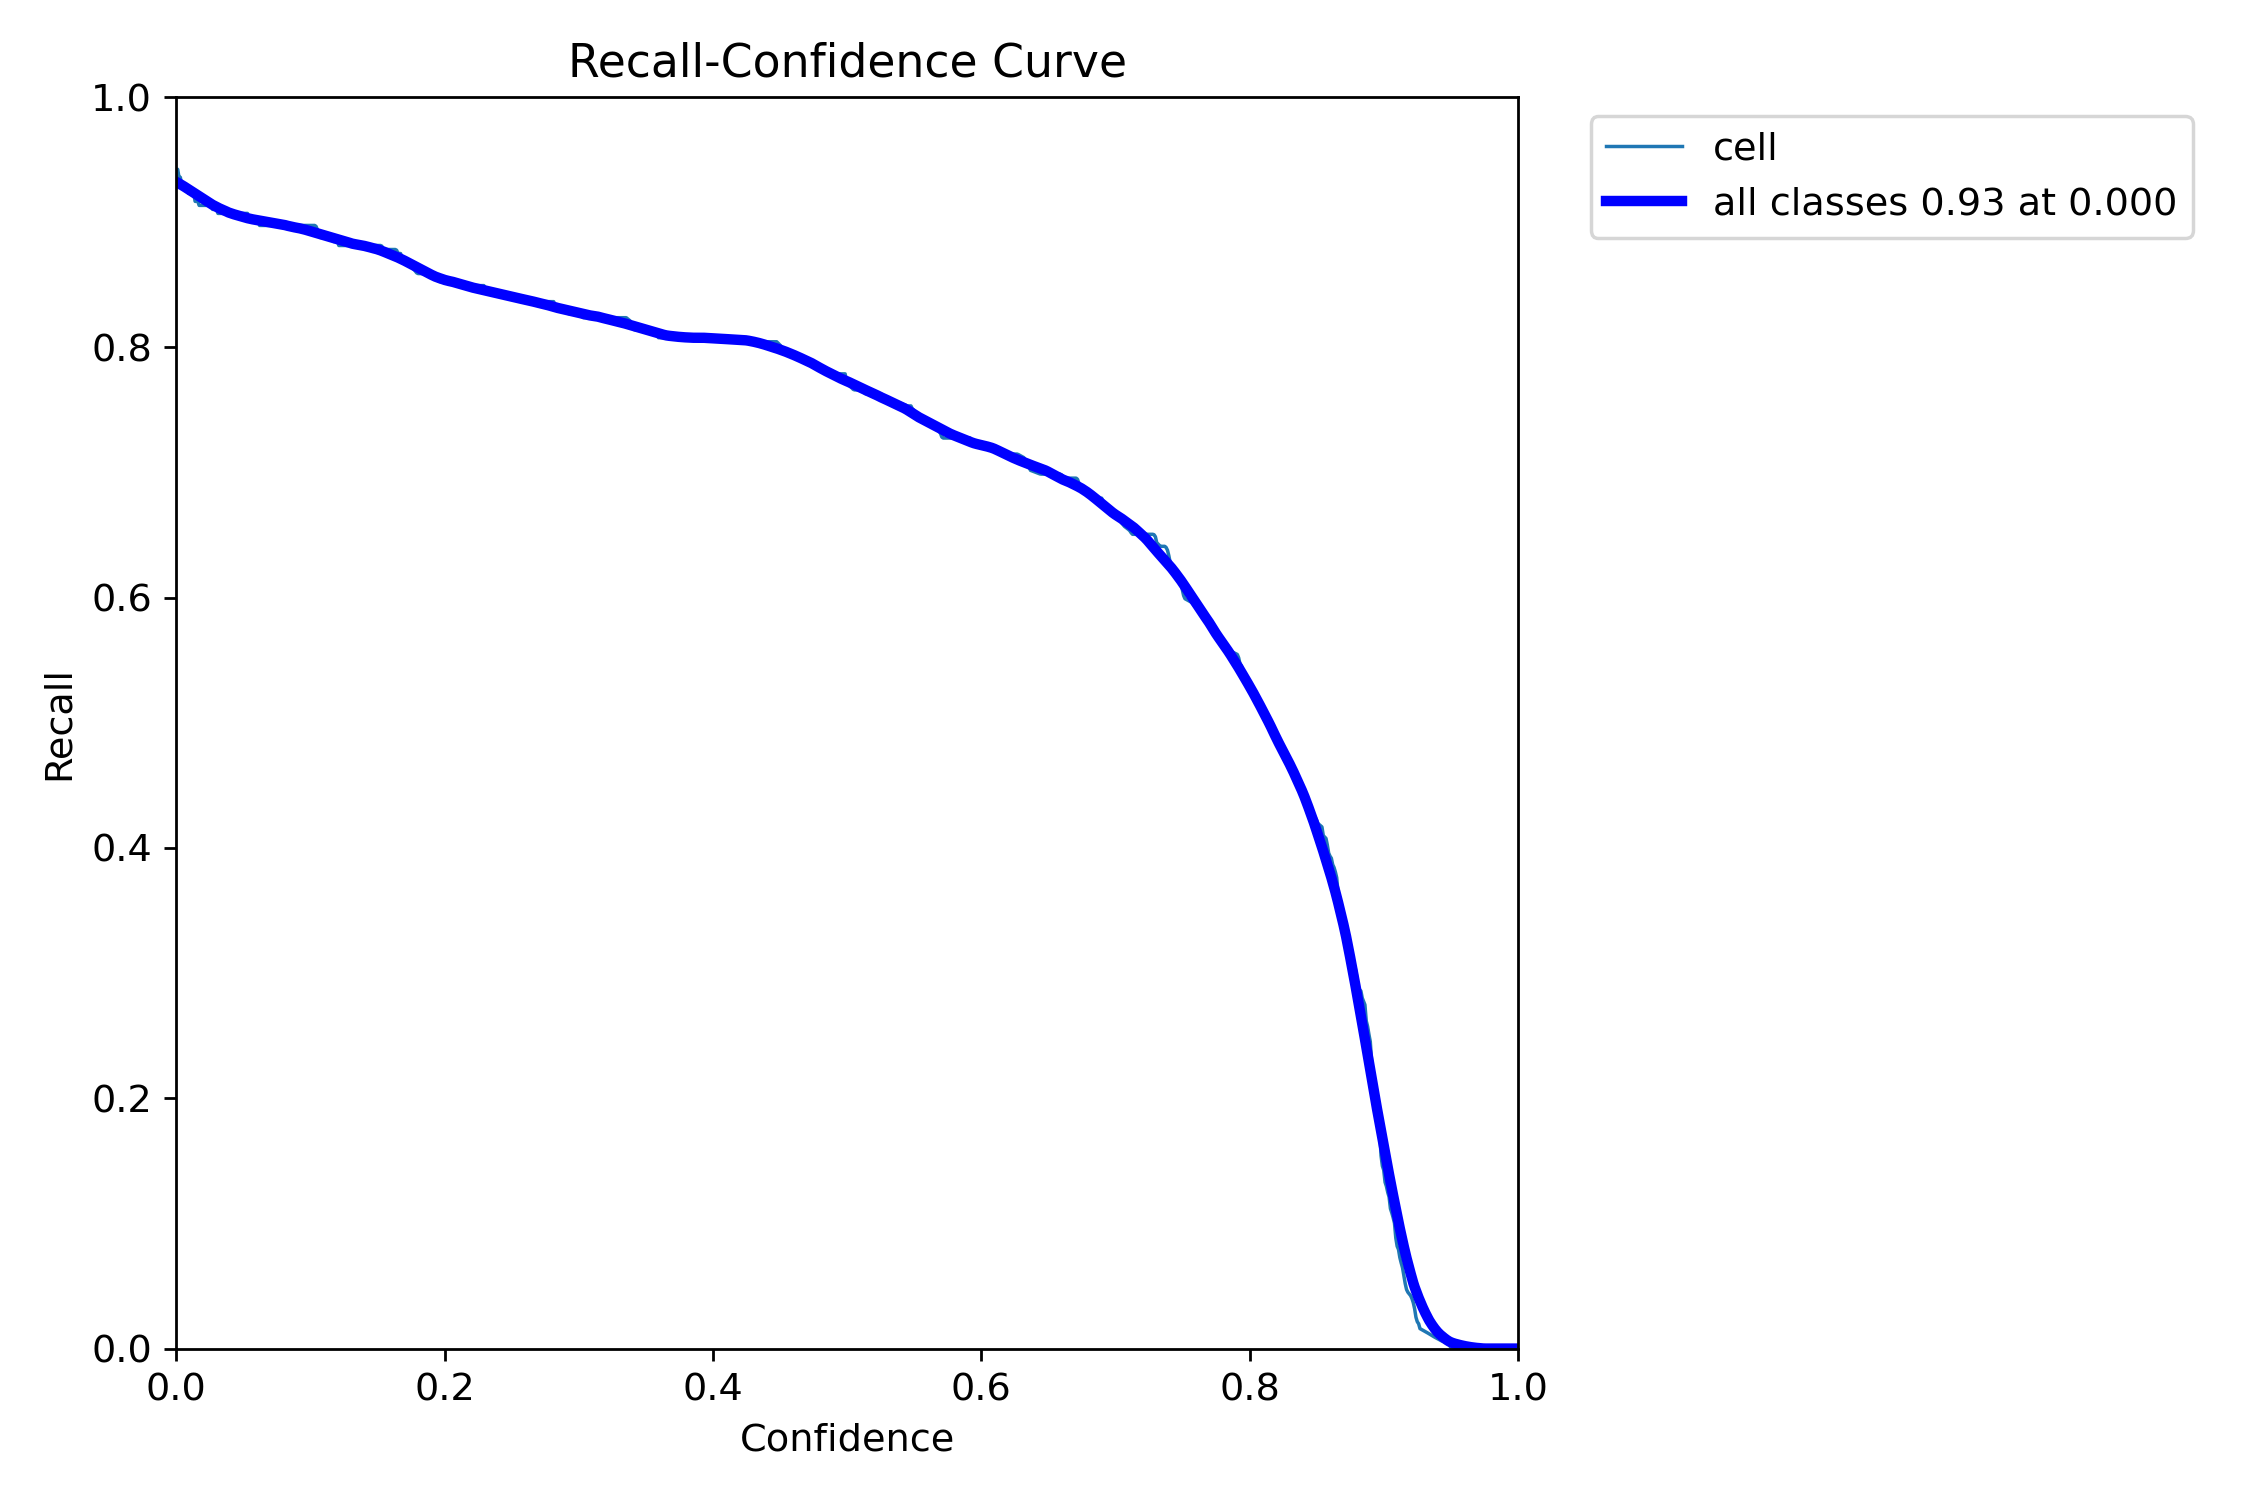 Recall-Confidence Curve
1.0
0.8
0.6
0.4
0.2
0.0
Recall
0.0 0.2 0.4 0.6 0.8 1.0
Confidence
cell
all classes 0.93 at 0.000